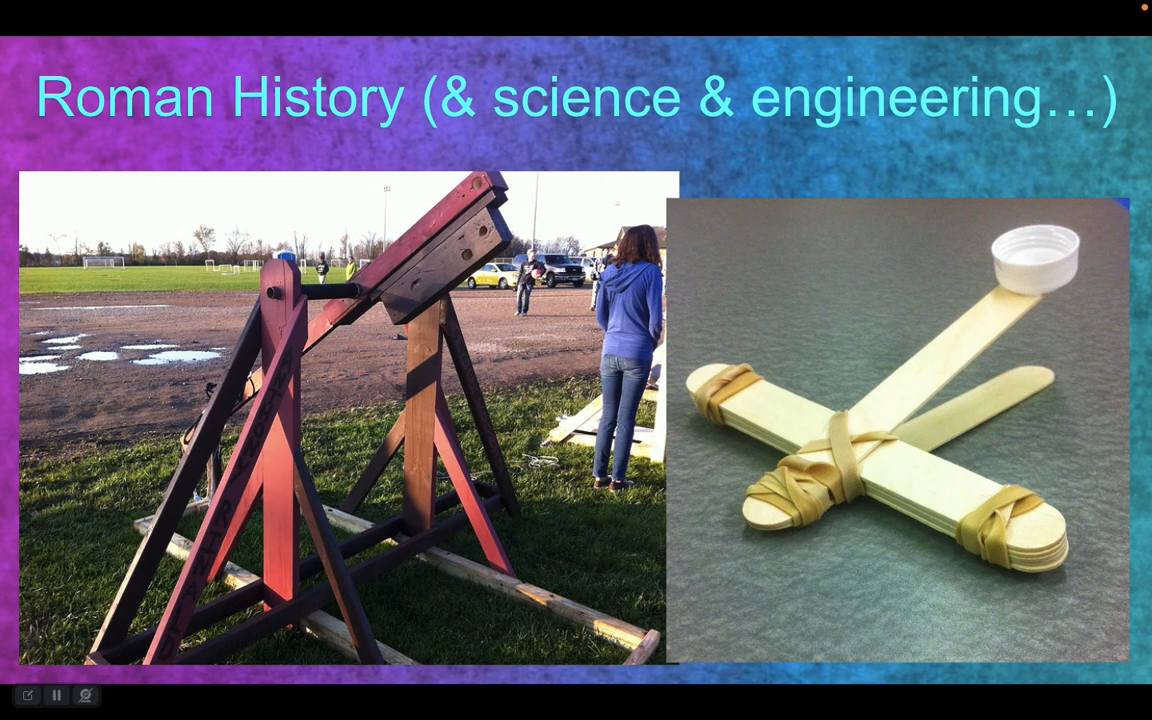 Roman History (& science & engineering…)